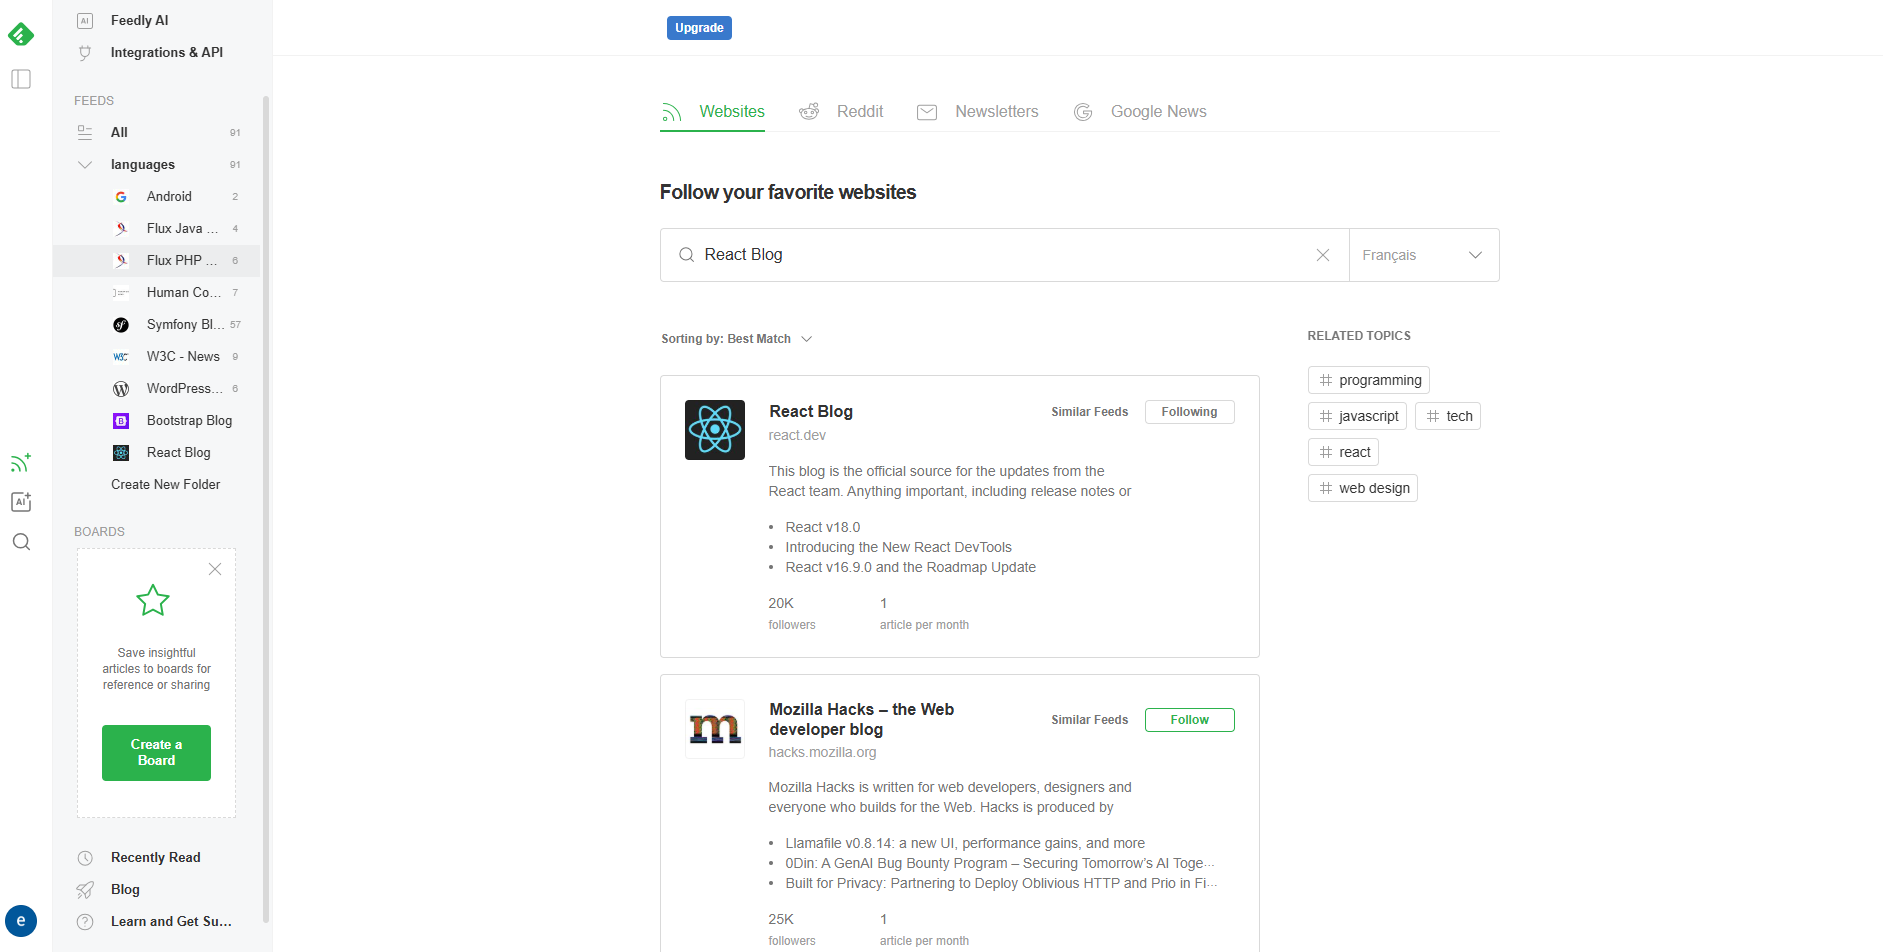 Feedly AI
Integrations & API
FEEDS
All 91
languages 91
Android 2
Flux Java ... 4
Flux PHP ... 6
Human Co... 7
Symfony Bl... 57
W3C - News 9
WordPress... 6
Bootstrap Blog
React Blog
Create New Folder
BOARDS
Save insightful
articles to boards for
reference or sharing
Create a
Board
Recently Read
Blog
Learn and Get Su...
e
Upgrade
Websites Reddit Newsletters Google News
Follow your favorite websites
React Blog Français
Sorting by: Best Match
React Blog Similar Feeds Following
react.dev
This blog is the official source for the updates from the
React team. Anything important, including release notes or
• React v18.0
• Introducing the New React DevTools
• React v16.9.0 and the Roadmap Update
20K 1
followers article per month
Mozilla Hacks – the Web
developer blog
Similar Feeds Follow
hacks.mozilla.org
Mozilla Hacks is written for web developers, designers and
everyone who builds for the Web. Hacks is produced by
• Llamafile v0.8.14: a new UI, performance gains, and more
• 0Din: A GenAI Bug Bounty Program – Securing Tomorrow's AI Toge...
• Built for Privacy: Partnering to Deploy Oblivious HTTP and Prio in Fi...
25K 1
followers article per month
RELATED TOPICS
# programming
# javascript # tech
# react
# web design